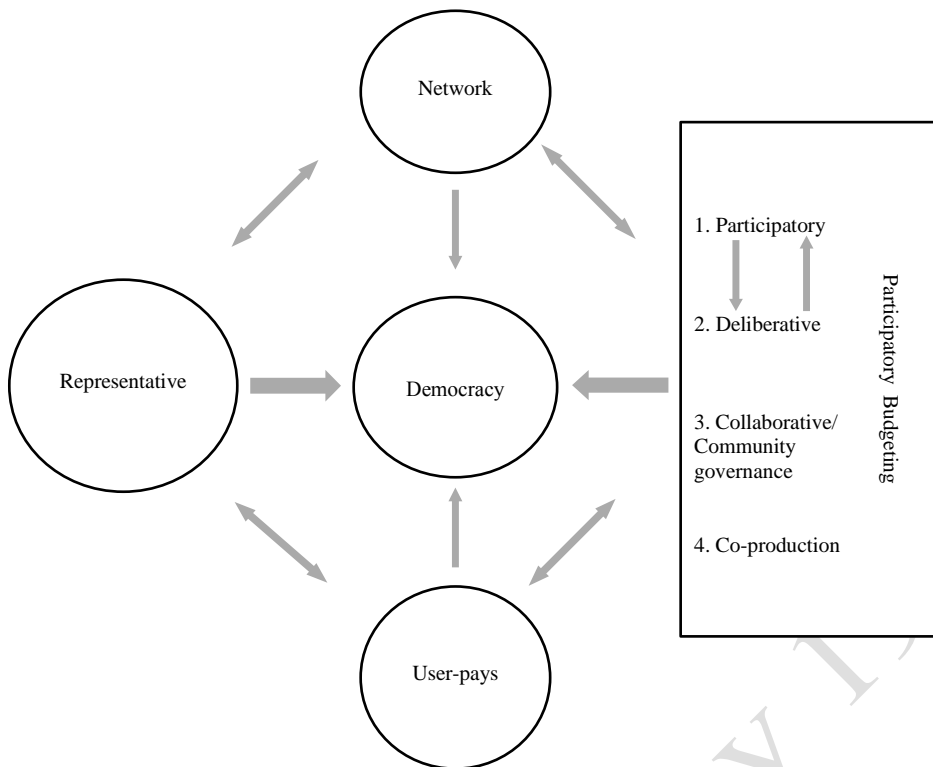 Network
1. Participatory
2. Deliberative
Participatory Budgeting
Representative
Democracy
3. Collaborative/
Community
governance
4. Co-production
User-pays